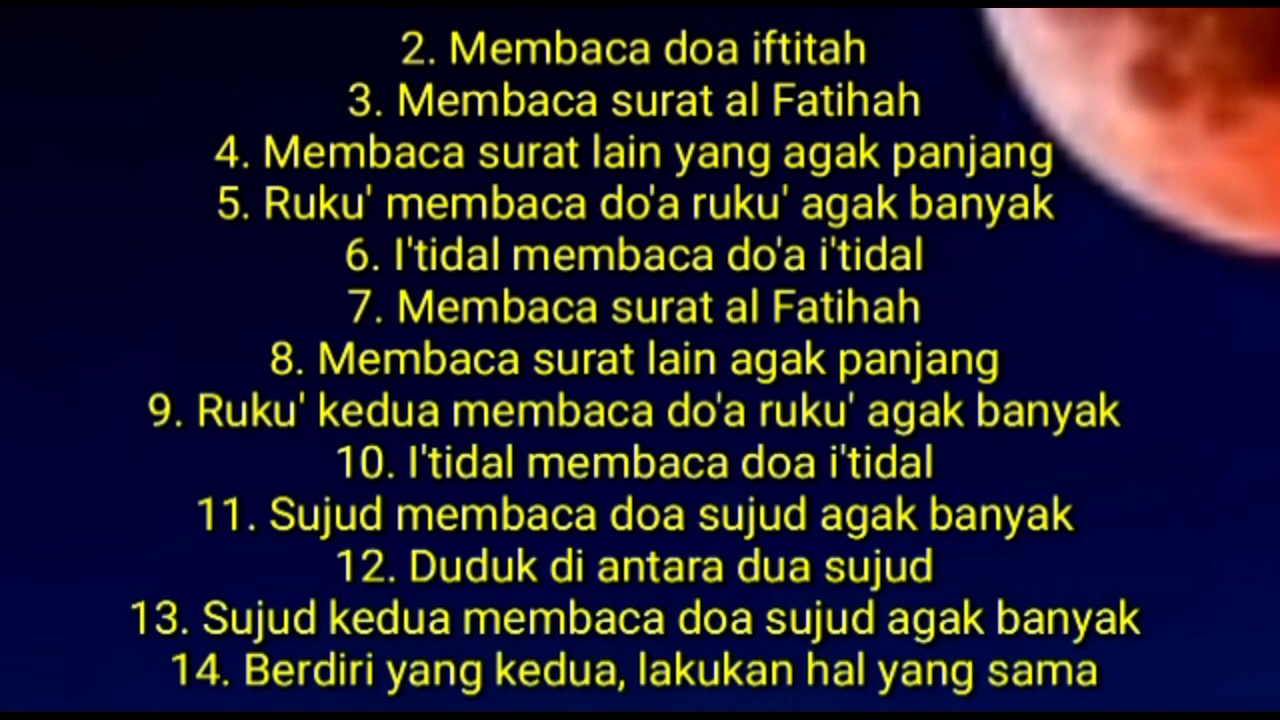 2. Membaca doa iftitah
3. Membaca surat al Fatihah
4. Membaca surat lain yang agak panjang
5. Ruku' membaca do'a ruku' agak banyak
6. I'tidal membaca do'a i'tidal
7. Membaca surat al Fatihah
8. Membaca surat lain agak panjang
9. Ruku' kedua membaca do'a ruku' agak banyak
10. I'tidal membaca doa i'tidal
11. Sujud membaca doa sujud agak banyak
12. Duduk di antara dua sujud
13. Sujud kedua membaca doa sujud agak banyak
14. Berdiri yang kedua, lakukan hal yang sama